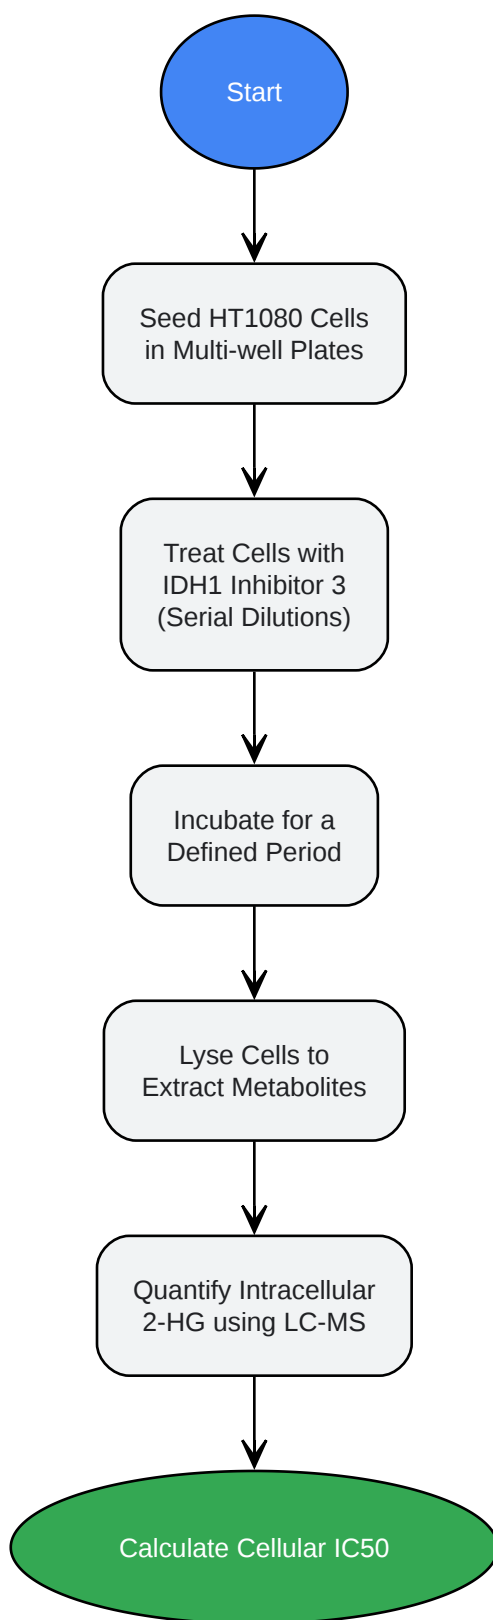 Start
Seed HT1080 Cells
in Multi-well Plates
Treat Cells with
IDH1 Inhibitor 3
(Serial Dilutions)
Incubate for a
Defined Period
Lyse Cells to
Extract Metabolites
Quantify Intracellular
2-HG using LC-MS
Calculate Cellular IC50